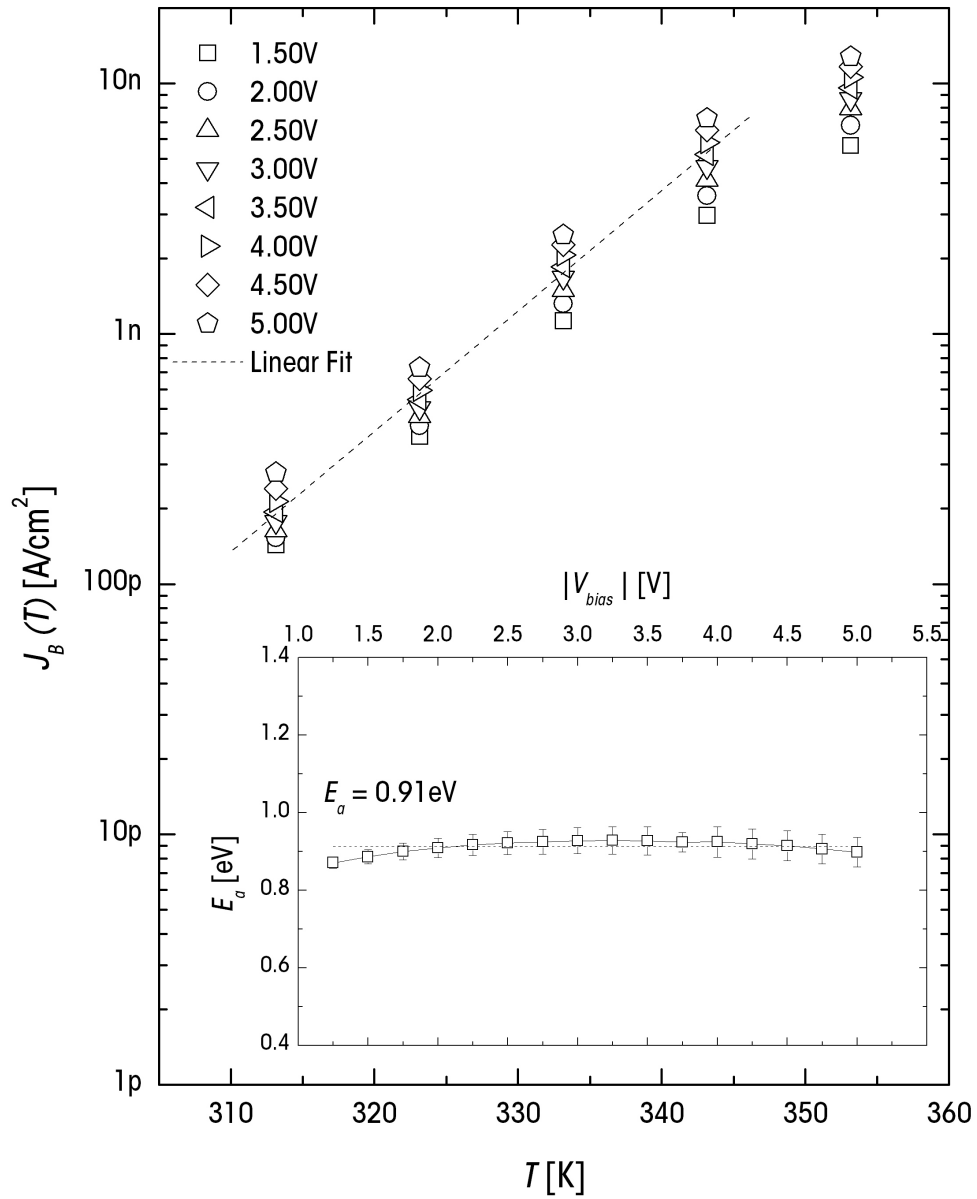 1.50V
2.00V
2.50V
3.00V
3.50V
4.00V
4.50V
5.00V
Linear Fit
10n
1n
100p
10p
1p
J_B (T) [A/cm²]
310 320 330 340 350 360
T [K]
|V_bias| [V]
1.0 1.5 2.0 2.5 3.0 3.5 4.0 4.5 5.0 5.5
1.4
1.2
1.0
0.8
0.6
0.4
E_a [eV]
E_a = 0.91eV